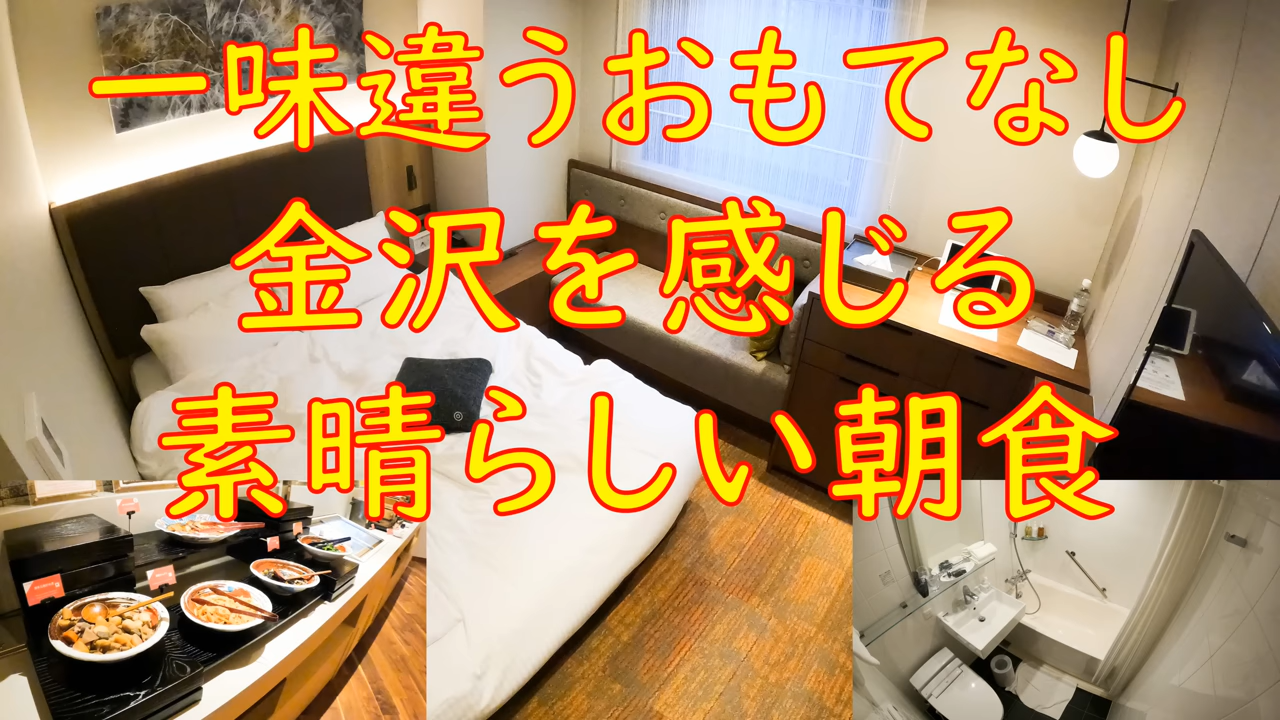 一味違うおもてなし
金沢を感じる
素晴らしい朝食